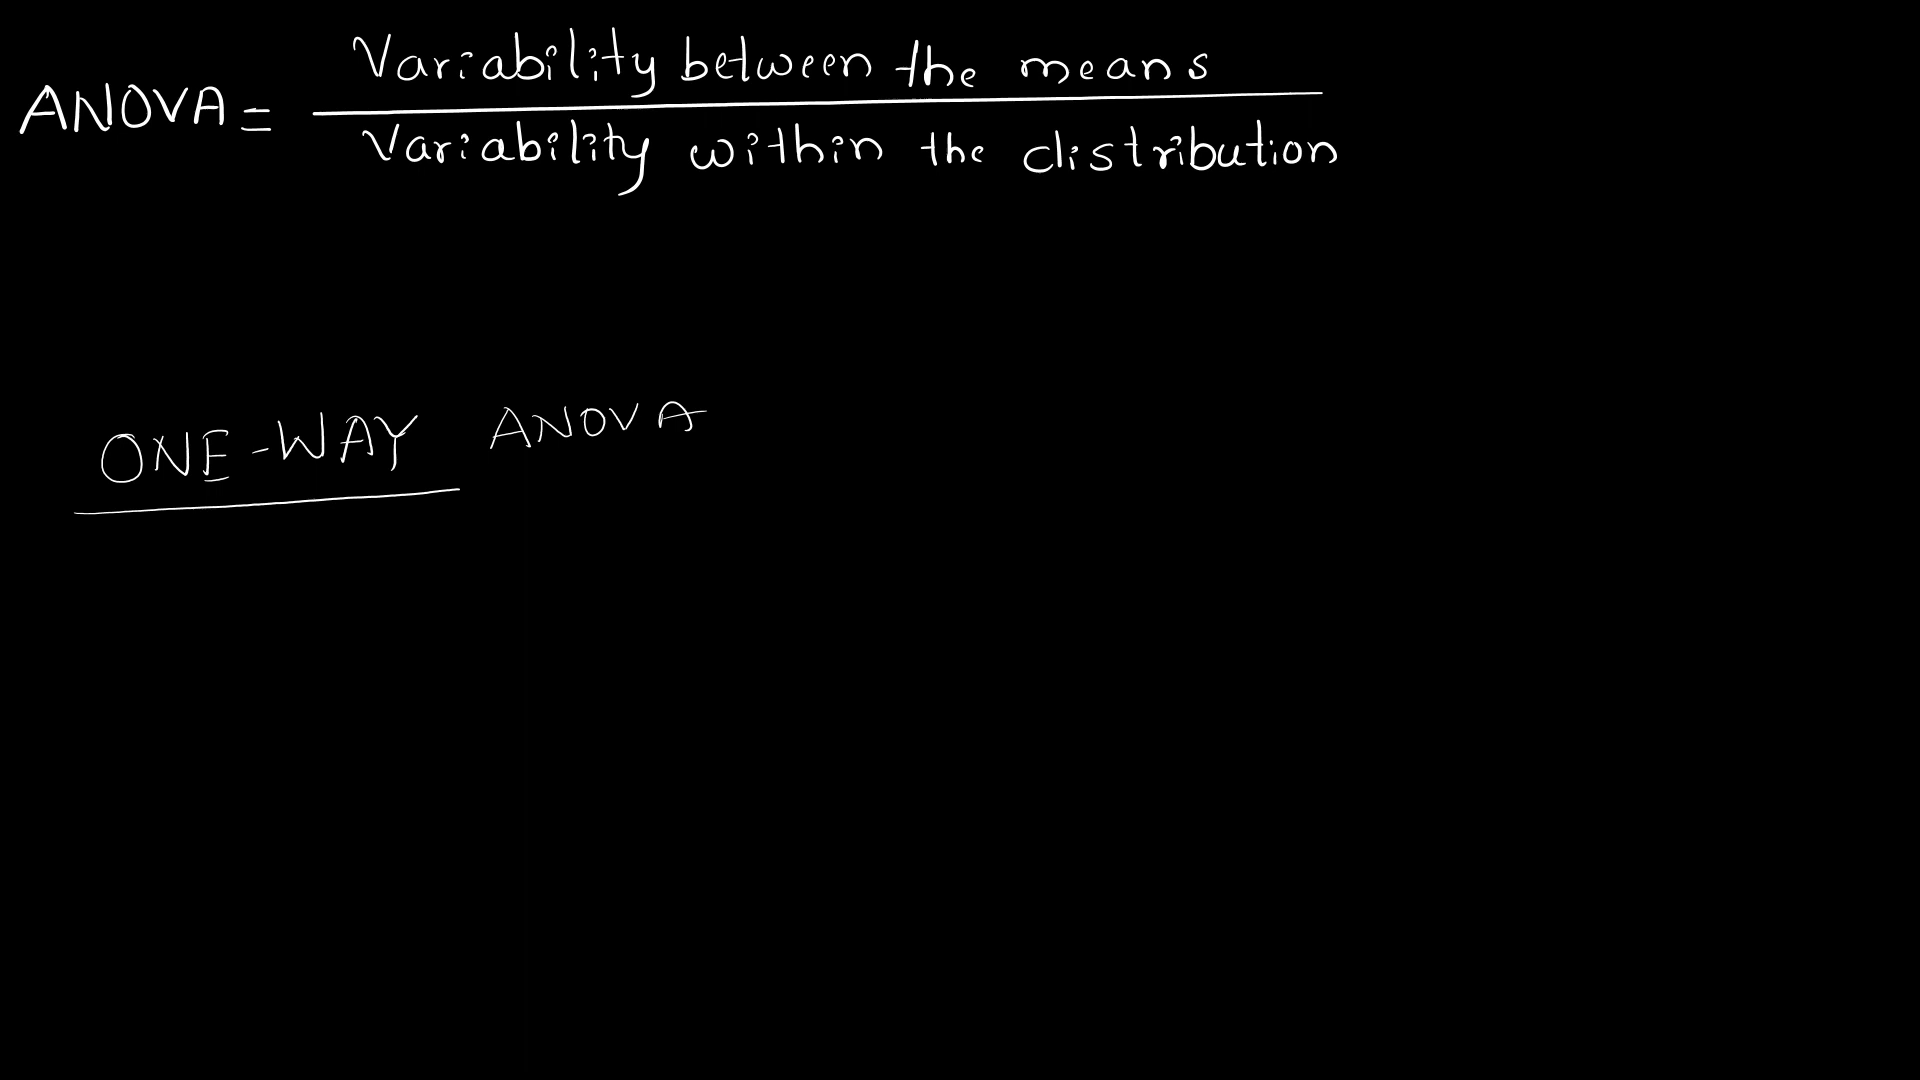 Variability between the means
ANOVA =
Variability within the distribution
ONE-WAY ANOVA